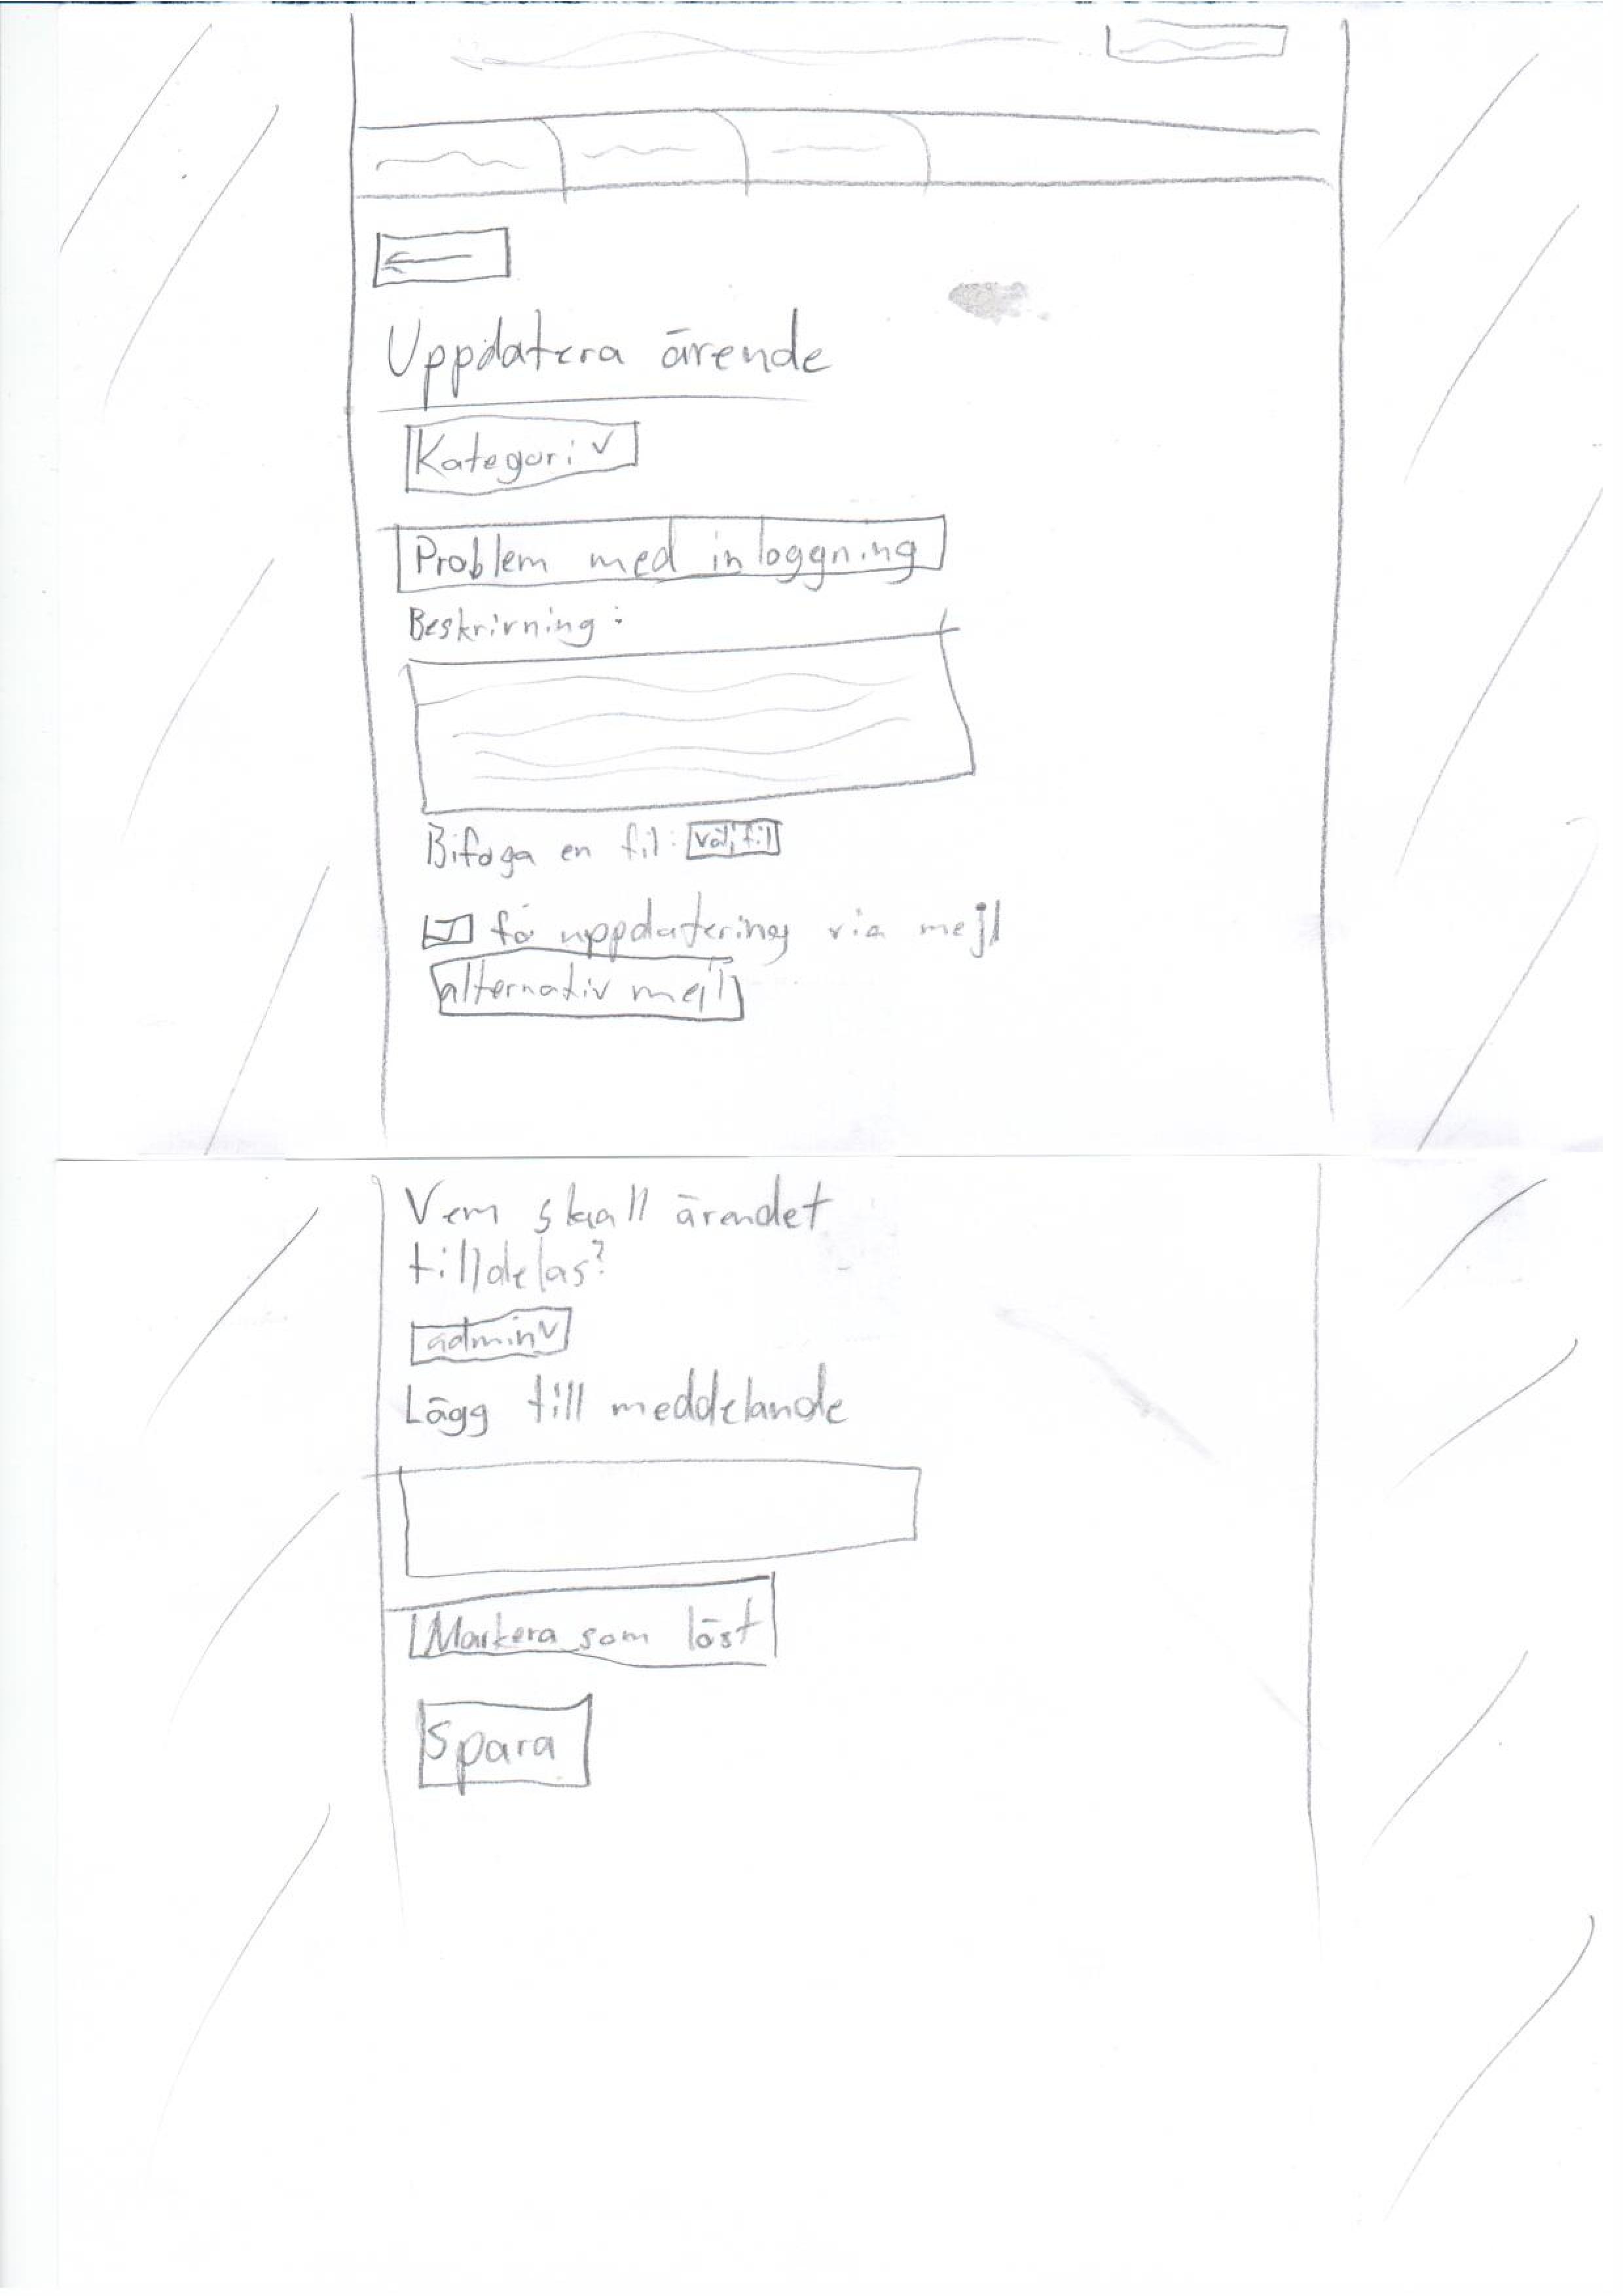 Uppdatera ärende
Kategori
Problem med inloggning
Beskrivning:
Bifoga en fil: välj fil
få uppdatering via mejl
alternativ mejl
Vem skall ärendet
tilldelas?
admin
Lägg till meddelande
Markera som löst
Spara